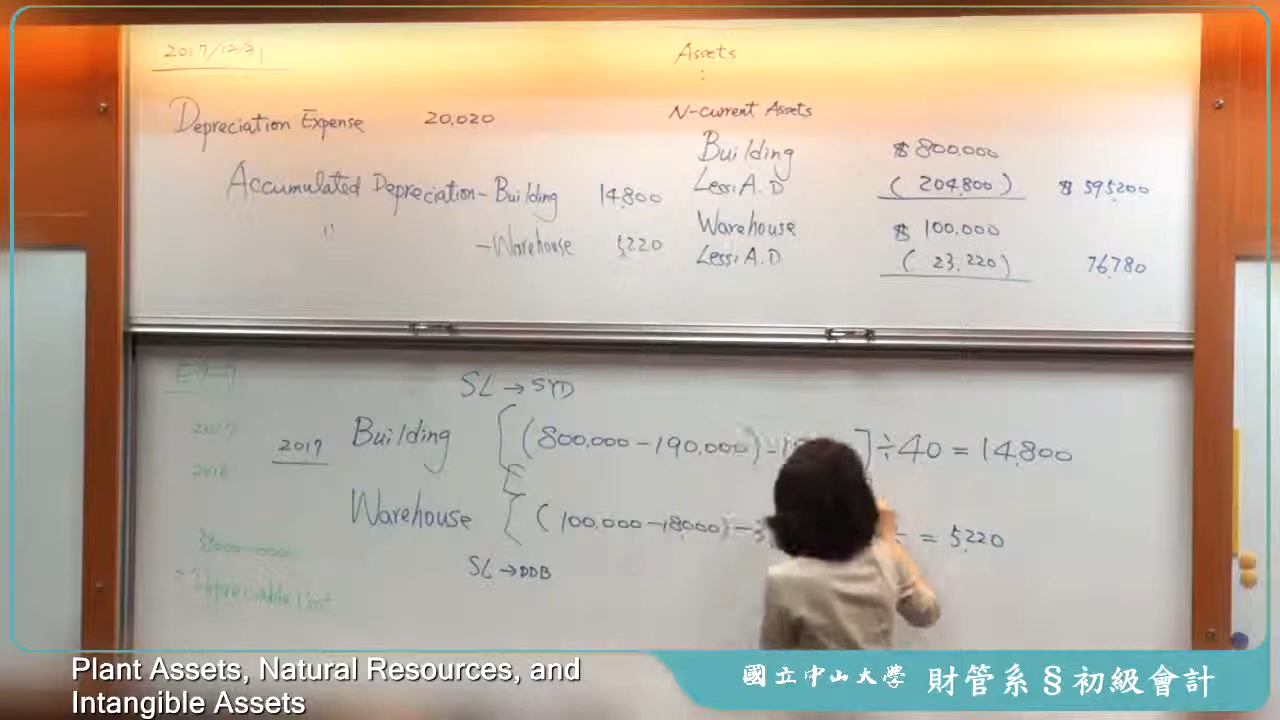 2017/12/31
Depreciation Expense 20,020
Accumulated Depreciation - Building 14,800
" - Warehouse 5,220
Assets
:
N-current Assets
Building $ 800,000
Less: A.D ( 204,800 ) $ 595,200
Warehouse $ 100,000
Less: A.D ( 23,220 ) 76,780
SL → SYD
2017 Building [ (800,000 - 190,000) - ] ÷ 40 = 14,800
Warehouse [ ( 100,000 - 18,000) - = 5,220
SL → DDB
2017
2018
Plant Assets, Natural Resources, and
Intangible Assets
國立中山大學 財管系 § 初級會計